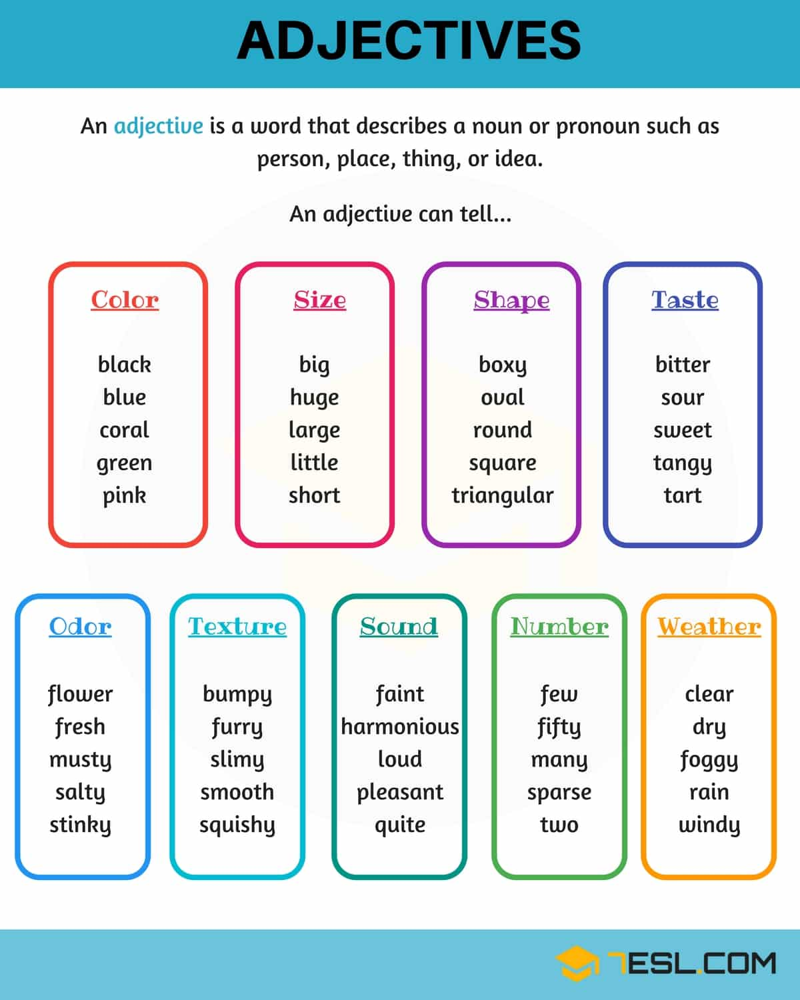 ADJECTIVES
An adjective is a word that describes a noun or pronoun such as
person, place, thing, or idea.
An adjective can tell...
Color
black
blue
coral
green
pink
Size
big
huge
large
little
short
Shape
boxy
oval
round
square
triangular
Taste
bitter
sour
sweet
tangy
tart
Odor
flower
fresh
musty
salty
stinky
Texture
bumpy
furry
slimy
smooth
squishy
Sound
faint
harmonious
loud
pleasant
quite
Number
few
fifty
many
sparse
two
Weather
clear
dry
foggy
rain
windy
7ESL.COM